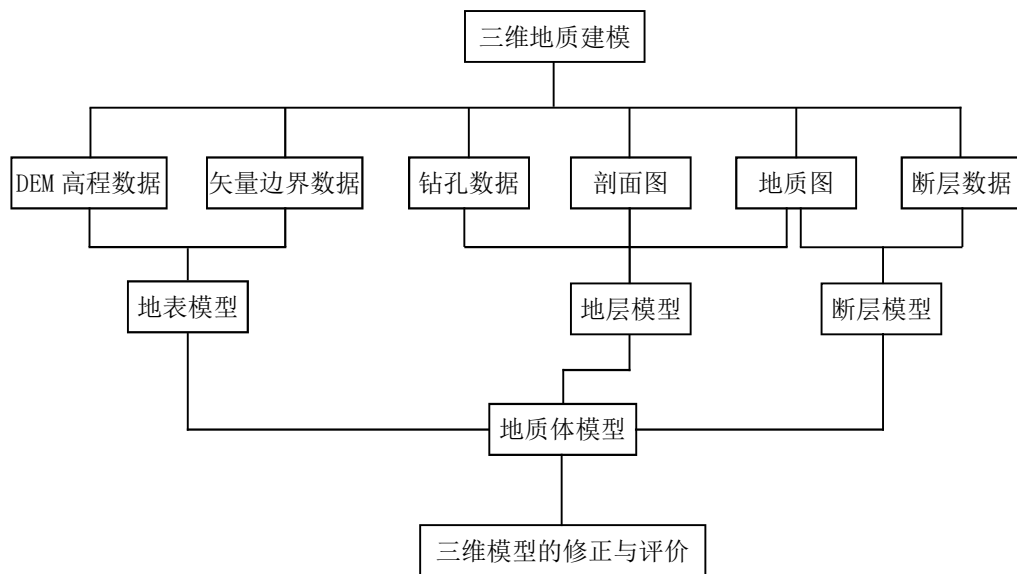 三维地质建模
DEM 高程数据
矢量边界数据
钻孔数据
剖面图
地质图
断层数据
地表模型
地层模型
断层模型
地质体模型
三维模型的修正与评价